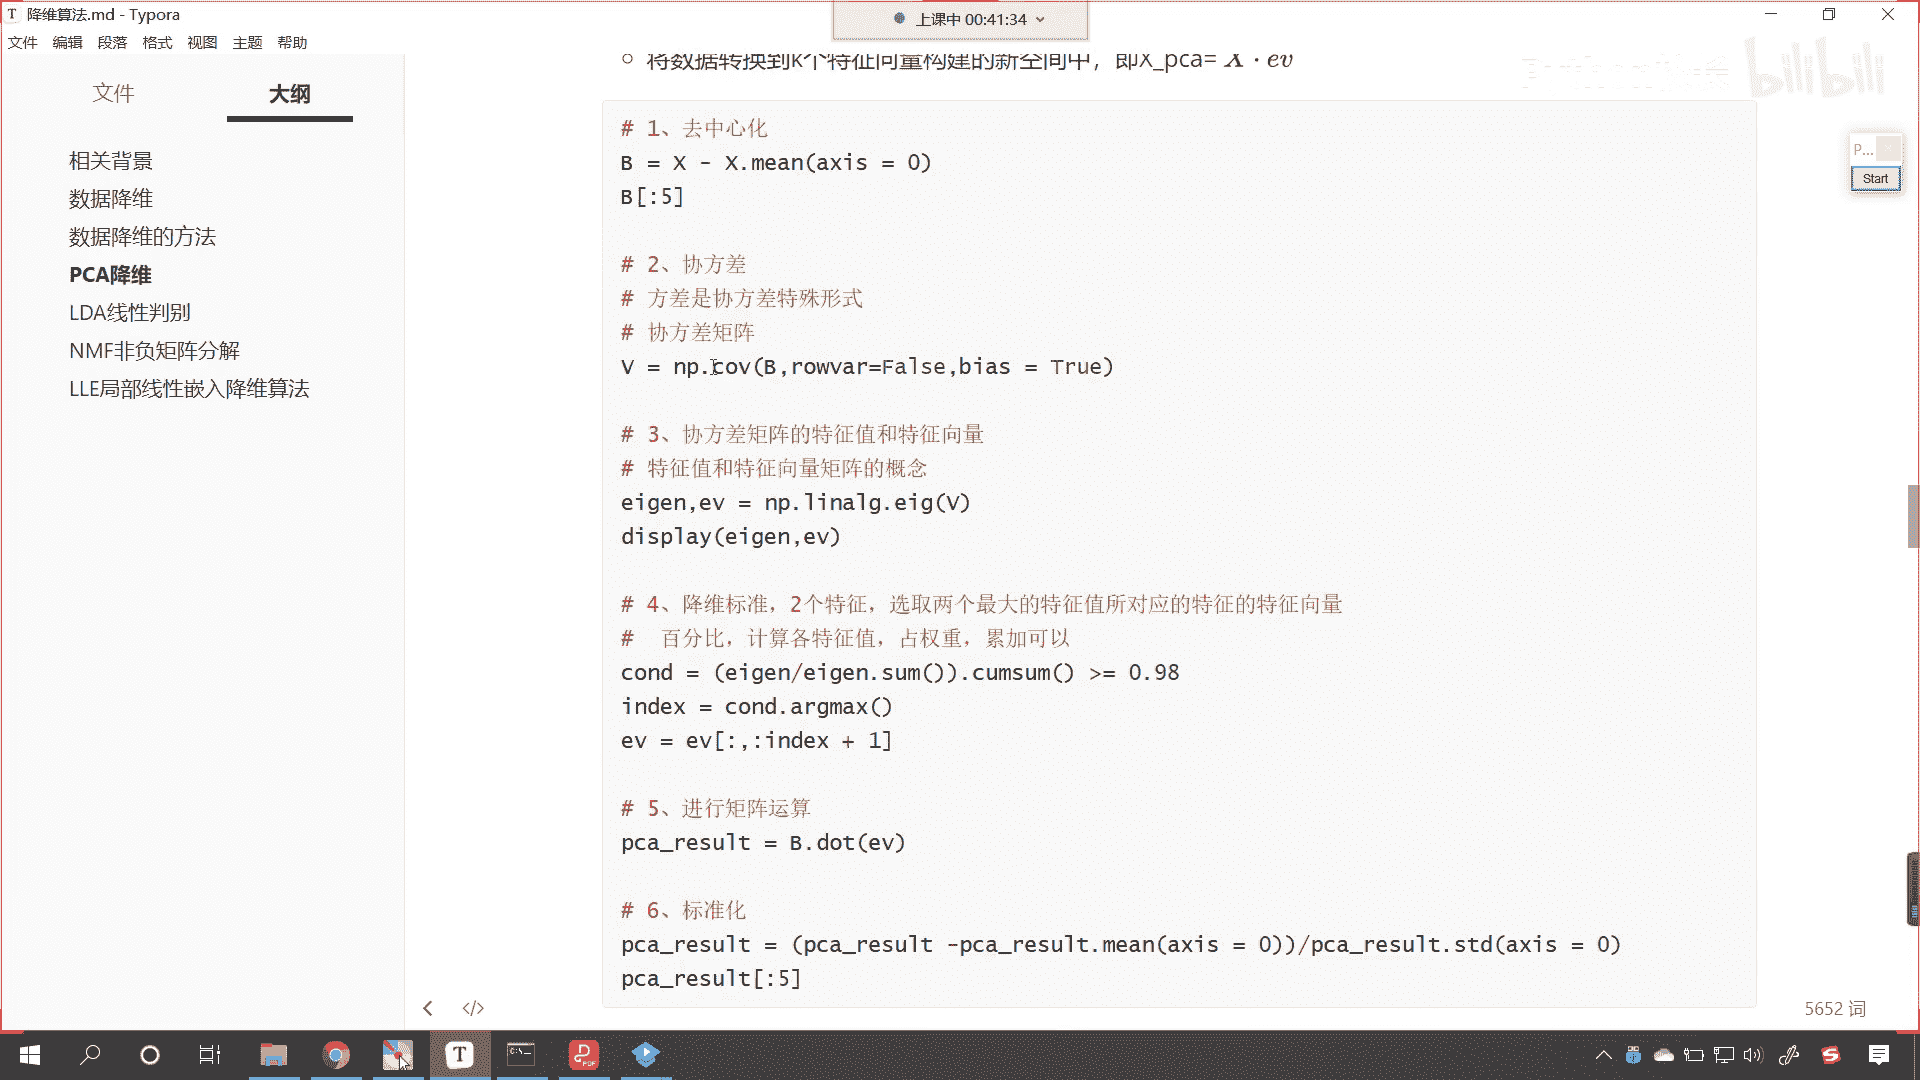 降维算法.md - Typora
上课中 00:41:34
文件 编辑 段落 格式 视图 主题 帮助
文件 大纲
相关背景
数据降维
数据降维的方法
PCA降维
LDA线性判别
NMF非负矩阵分解
LLE局部线性嵌入降维算法
将数据转换到k个特征向量构建的新空间中，即X_pca= X · ev
# 1、去中心化
B = X - X.mean(axis = 0)
B[:5]
# 2、协方差
# 方差是协方差特殊形式
# 协方差矩阵
V = np.cov(B,rowvar=False,bias = True)
# 3、协方差矩阵的特征值和特征向量
# 特征值和特征向量矩阵的概念
eigen,ev = np.linalg.eig(V)
display(eigen,ev)
# 4、降维标准，2个特征，选取两个最大的特征值所对应的特征的特征向量
# 百分比，计算各特征值，占权重，累加可以
cond = (eigen/eigen.sum()).cumsum() >= 0.98
index = cond.argmax()
ev = ev[:,:index + 1]
# 5、进行矩阵运算
pca_result = B.dot(ev)
# 6、标准化
pca_result = (pca_result -pca_result.mean(axis = 0))/pca_result.std(axis = 0)
pca_result[:5]
bilibili
P...
Start
5652 词